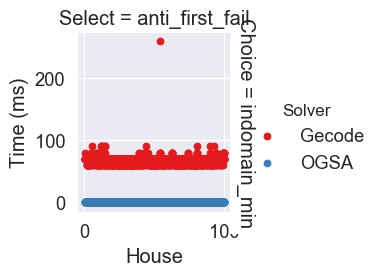 Select = anti_first_fail
Choice = indomain_min
Time (ms)
200
100
0
0
House
Solver
Gecode
OGSA